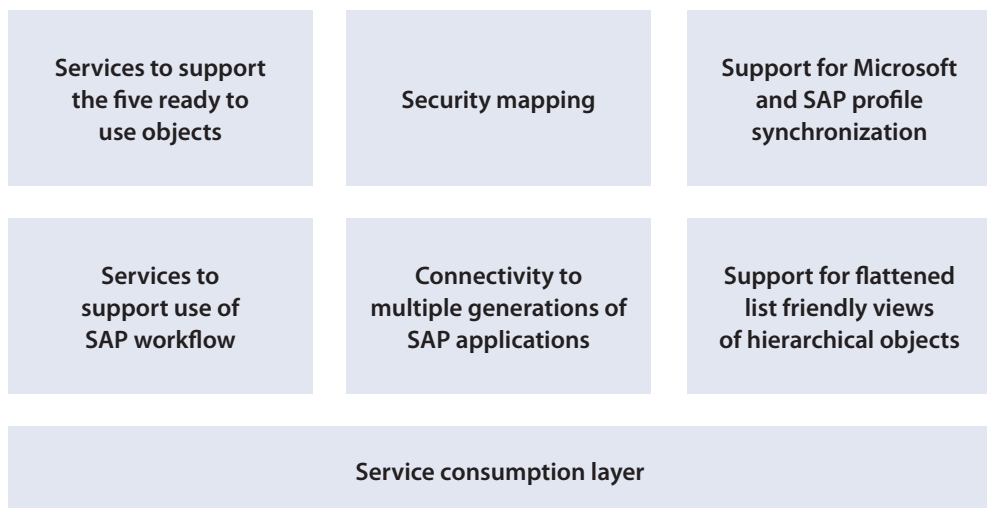 Services to support
the five ready to
use objects
Security mapping
Support for Microsoft
and SAP profile
synchronization
Services to
support use of
SAP workflow
Connectivity to
multiple generations of
SAP applications
Support for flattened
list friendly views
of hierarchical objects
Service consumption layer